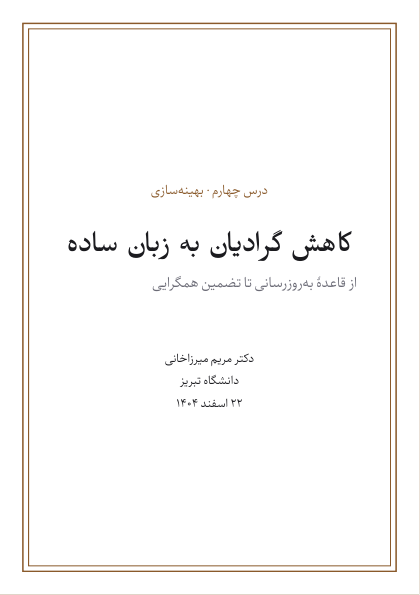 درس چهارم · بهینه‌سازی
کاهش گرادیان به زبان ساده
از قاعدهٔ به‌روزرسانی تا تضمین همگرایی
دکتر مریم میرزاخانی
دانشگاه تبریز
۲۲ اسفند ۱۴۰۴